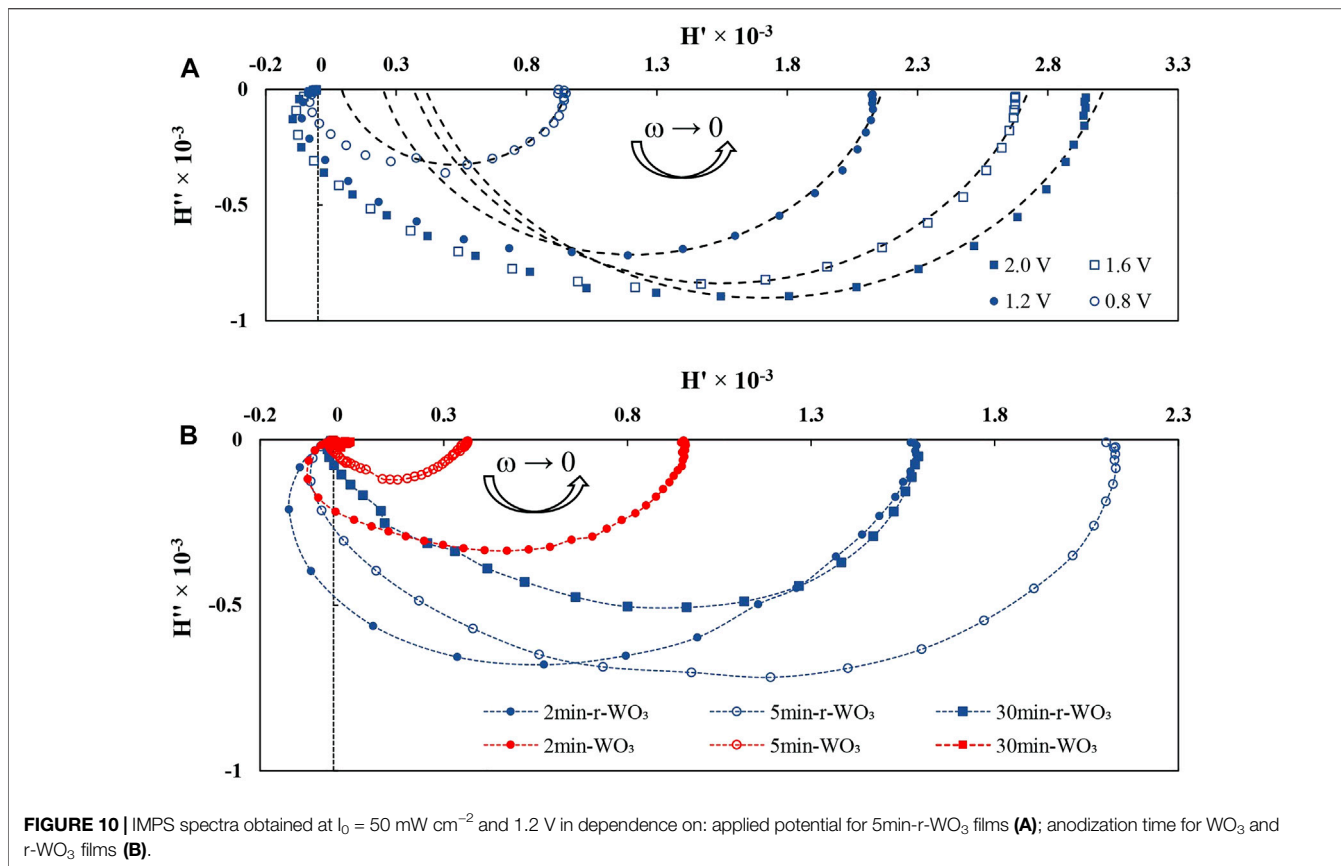 A
H' × 10⁻³
-0.2 0 0.3 0.8 1.3 1.8 2.3 2.8 3.3
0
-0.5
-1
H'' × 10⁻³
ω → 0
2.0 V 1.6 V
1.2 V 0.8 V
B
H' × 10⁻³
-0.2 0 0.3 0.8 1.3 1.8 2.3
0
-0.5
-1
H'' × 10⁻³
ω → 0
2min-r-WO₃ 5min-r-WO₃ 30min-r-WO₃
2min-WO₃ 5min-WO₃ 30min-WO₃
FIGURE 10 | IMPS spectra obtained at I₀ = 50 mW cm⁻² and 1.2 V in dependence on: applied potential for 5min-r-WO₃ films (A); anodization time for WO₃ and
r-WO₃ films (B).